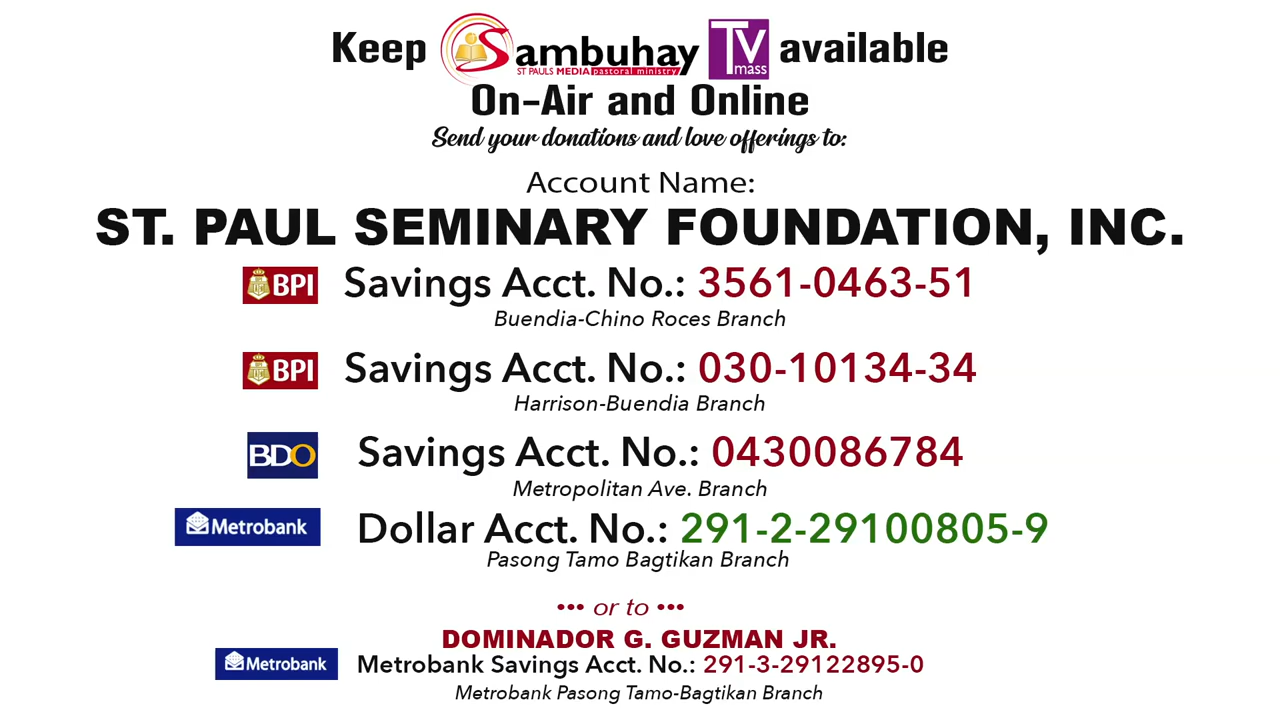 Keep Sambuhay TV mass available
ST PAULS MEDIA pastoral ministry
On-Air and Online
Send your donations and love offerings to:
Account Name:
ST. PAUL SEMINARY FOUNDATION, INC.
BPI Savings Acct. No.: 3561-0463-51
Buendia-Chino Roces Branch
BPI Savings Acct. No.: 030-10134-34
Harrison-Buendia Branch
BDO Savings Acct. No.: 0430086784
Metropolitan Ave. Branch
Metrobank Dollar Acct. No.: 291-2-29100805-9
Pasong Tamo Bagtikan Branch
••• or to •••
DOMINADOR G. GUZMAN JR.
Metrobank Metrobank Savings Acct. No.: 291-3-29122895-0
Metrobank Pasong Tamo-Bagtikan Branch